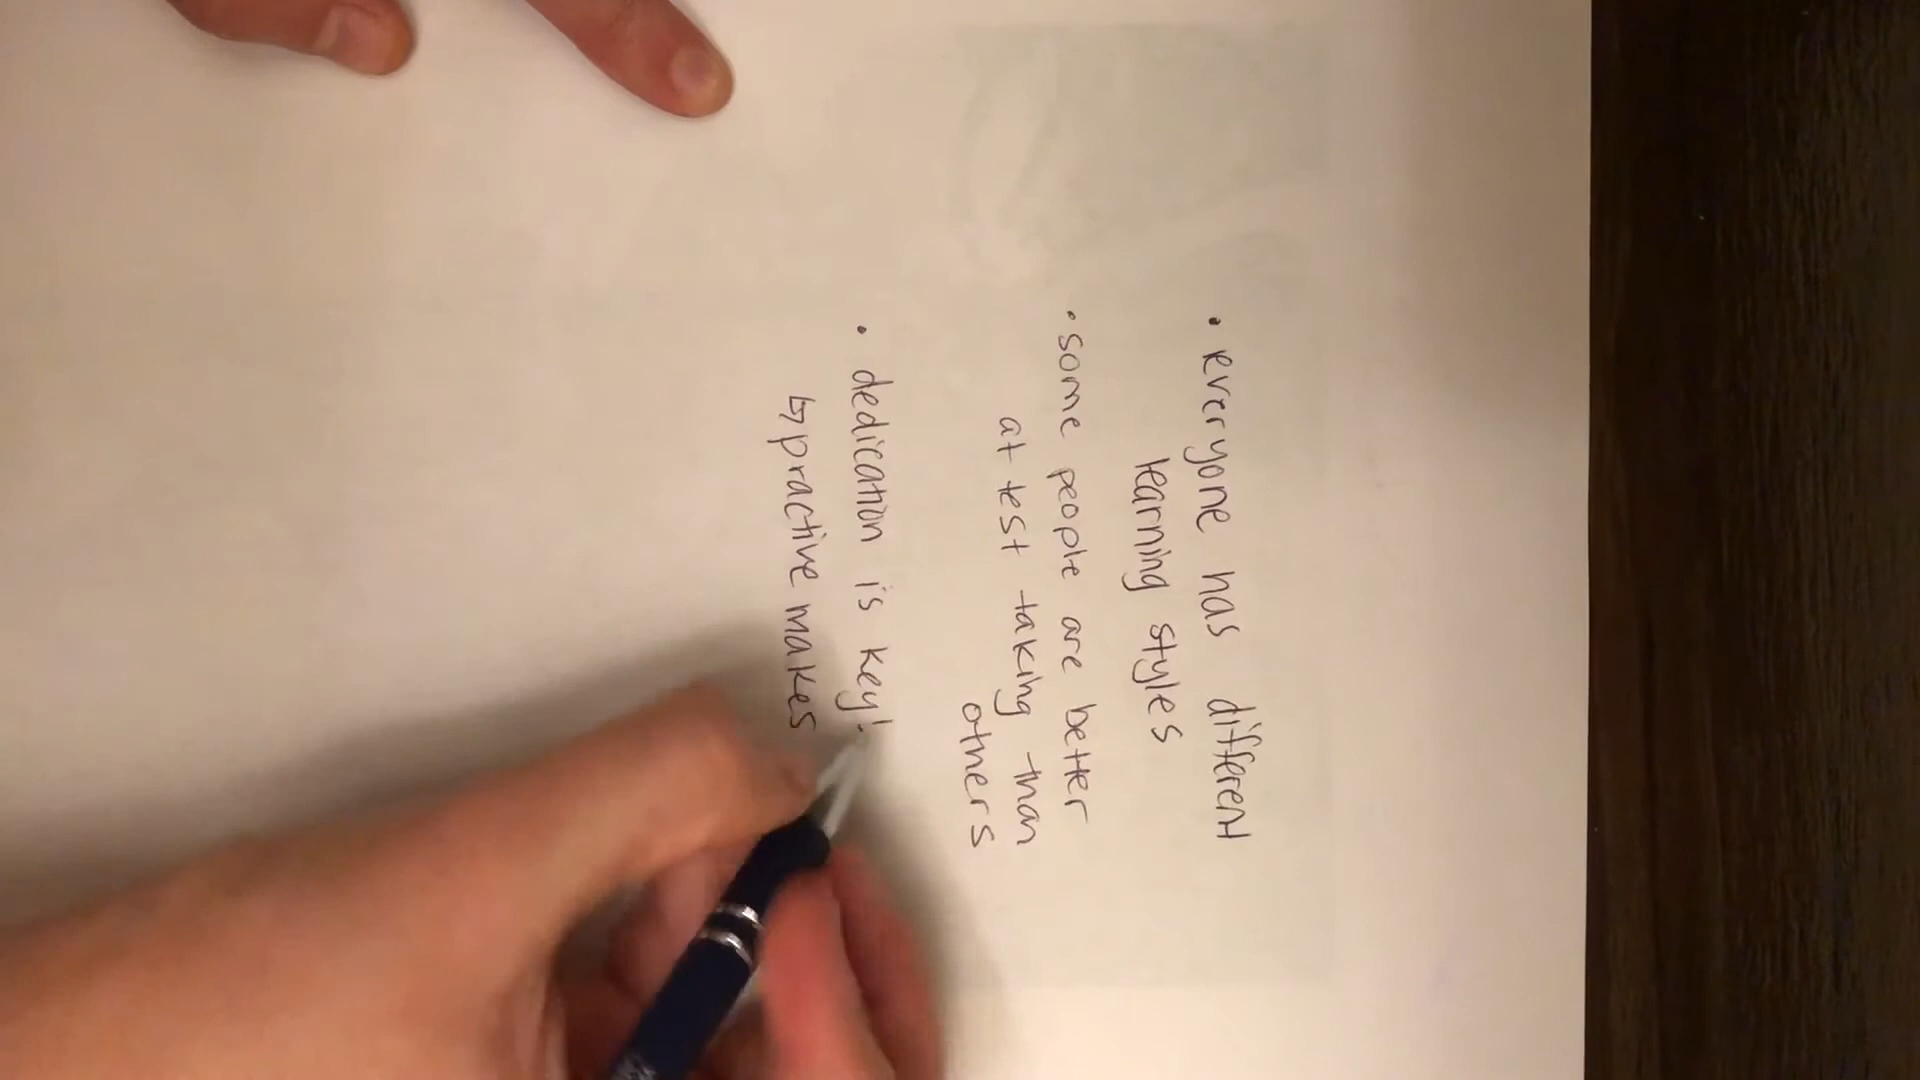 • everyone has different
learning styles
• some people are better
at test taking than
others
• dedication is key!
↳ practive makes